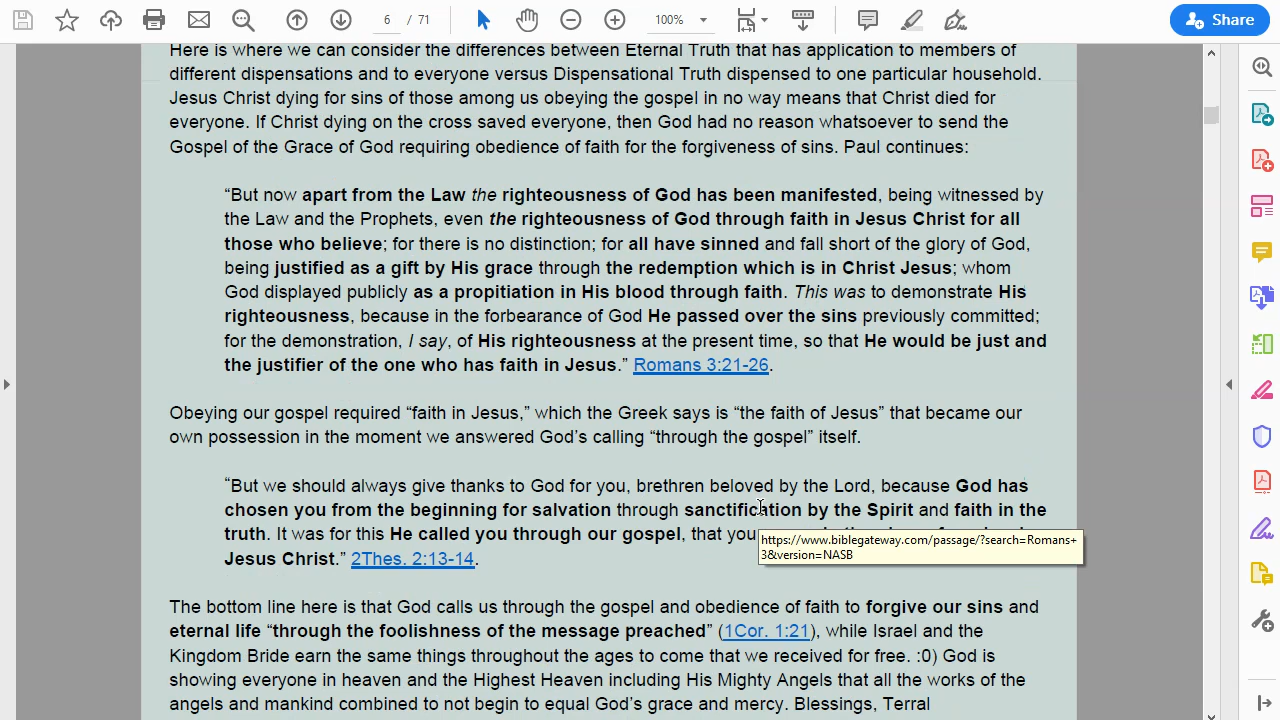 6 / 71
100%
Share
Here is where we can consider the differences between Eternal Truth that has application to members of
different dispensations and to everyone versus Dispensational Truth dispensed to one particular household.
Jesus Christ dying for sins of those among us obeying the gospel in no way means that Christ died for
everyone. If Christ dying on the cross saved everyone, then God had no reason whatsoever to send the
Gospel of the Grace of God requiring obedience of faith for the forgiveness of sins. Paul continues:
“But now apart from the Law the righteousness of God has been manifested, being witnessed by
the Law and the Prophets, even the righteousness of God through faith in Jesus Christ for all
those who believe; for there is no distinction; for all have sinned and fall short of the glory of God,
being justified as a gift by His grace through the redemption which is in Christ Jesus; whom
God displayed publicly as a propitiation in His blood through faith. This was to demonstrate His
righteousness, because in the forbearance of God He passed over the sins previously committed;
for the demonstration, I say, of His righteousness at the present time, so that He would be just and
the justifier of the one who has faith in Jesus.” Romans 3:21-26.
Obeying our gospel required “faith in Jesus,” which the Greek says is “the faith of Jesus” that became our
own possession in the moment we answered God’s calling “through the gospel” itself.
“But we should always give thanks to God for you, brethren beloved by the Lord, because God has
chosen you from the beginning for salvation through sanctification by the Spirit and faith in the
truth. It was for this He called you through our gospel, that you
https://www.biblegateway.com/passage/?search=Romans+
3&version=NASB
Jesus Christ.” 2Thes. 2:13-14.
The bottom line here is that God calls us through the gospel and obedience of faith to forgive our sins and
eternal life “through the foolishness of the message preached” (1Cor. 1:21), while Israel and the
Kingdom Bride earn the same things throughout the ages to come that we received for free. :0) God is
showing everyone in heaven and the Highest Heaven including His Mighty Angels that all the works of the
angels and mankind combined to not begin to equal God’s grace and mercy. Blessings, Terral